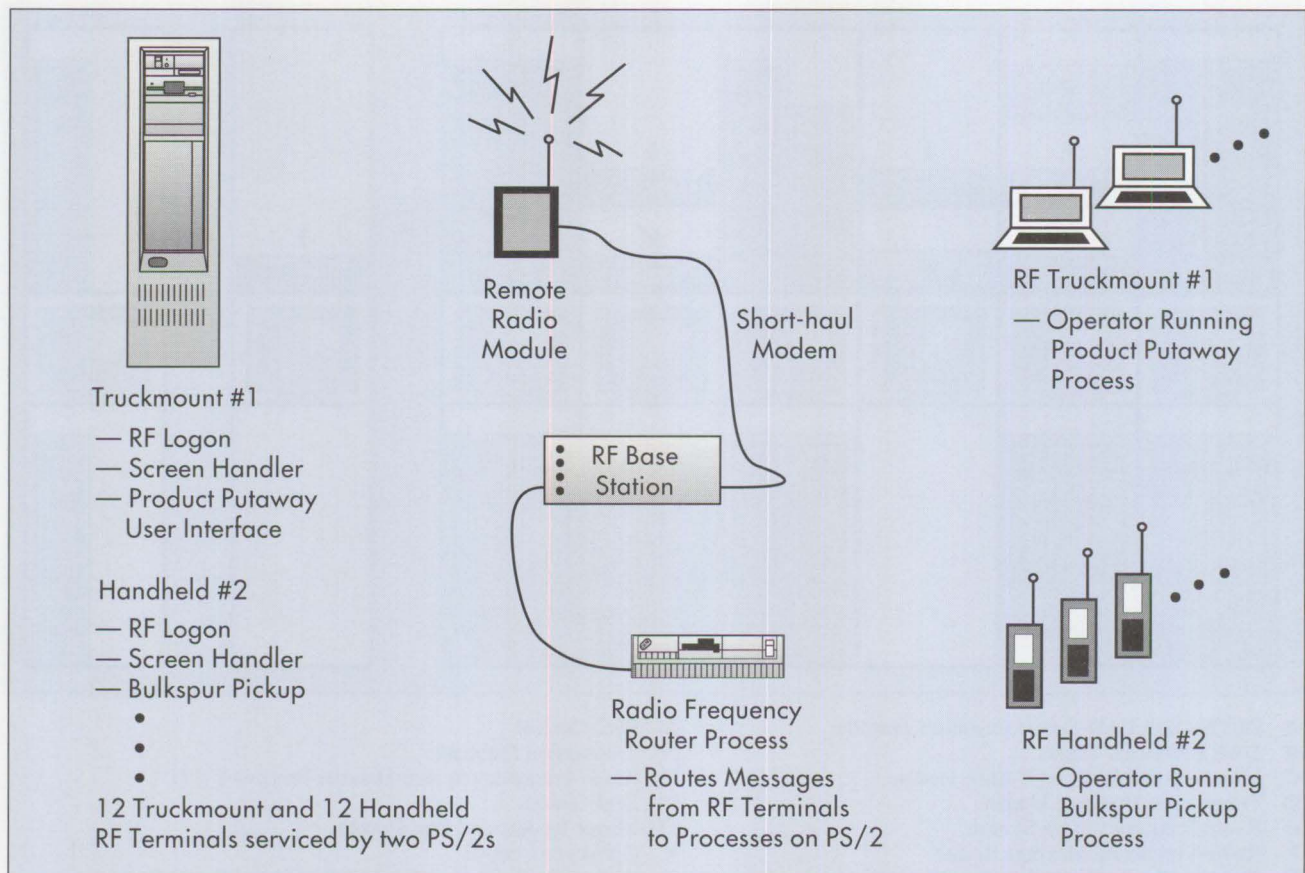 Truckmount #1
— RF Logon
— Screen Handler
— Product Putaway
User Interface
Handheld #2
— RF Logon
— Screen Handler
— Bulkspur Pickup
12 Truckmount and 12 Handheld
RF Terminals serviced by two PS/2s
Remote
Radio
Module
Short-haul
Modem
RF Base
Station
Radio Frequency
Router Process
— Routes Messages
from RF Terminals
to Processes on PS/2
RF Truckmount #1
— Operator Running
Product Putaway
Process
RF Handheld #2
— Operator Running
Bulkspur Pickup
Process